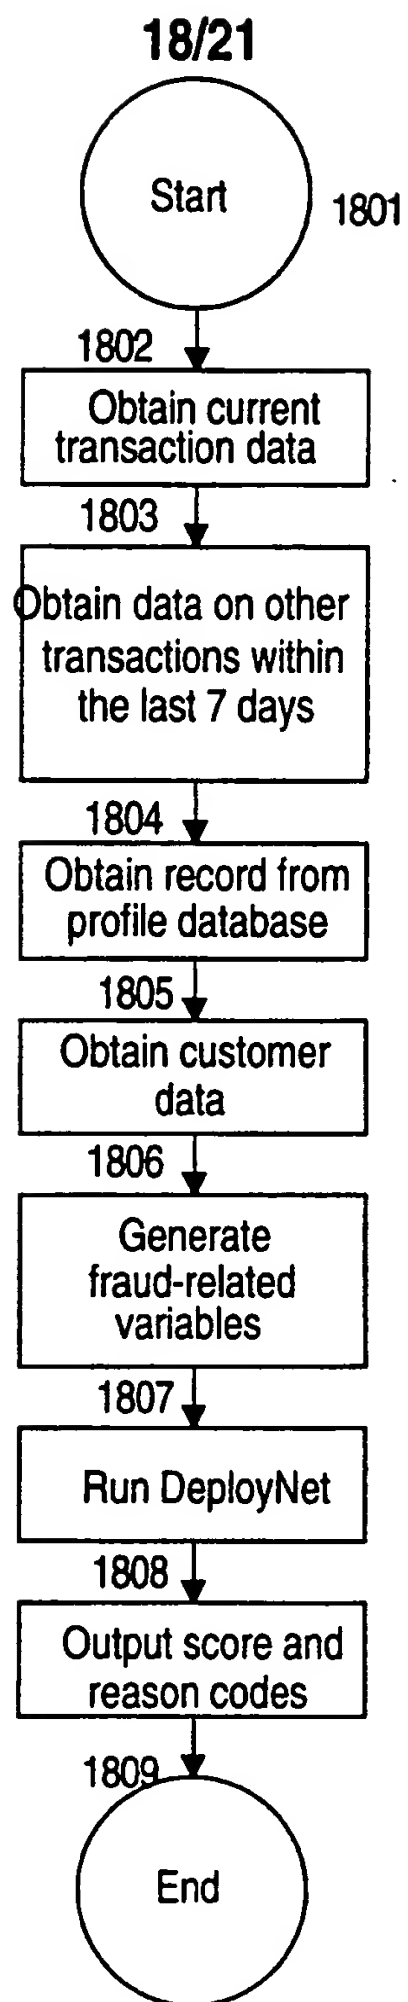 18/21
Start
1801
1802
Obtain current
transaction data
1803
Obtain data on other
transactions within
the last 7 days
1804
Obtain record from
profile database
1805
Obtain customer
data
1806
Generate
fraud-related
variables
1807
Run DeployNet
1808
Output score and
reason codes
1809
End